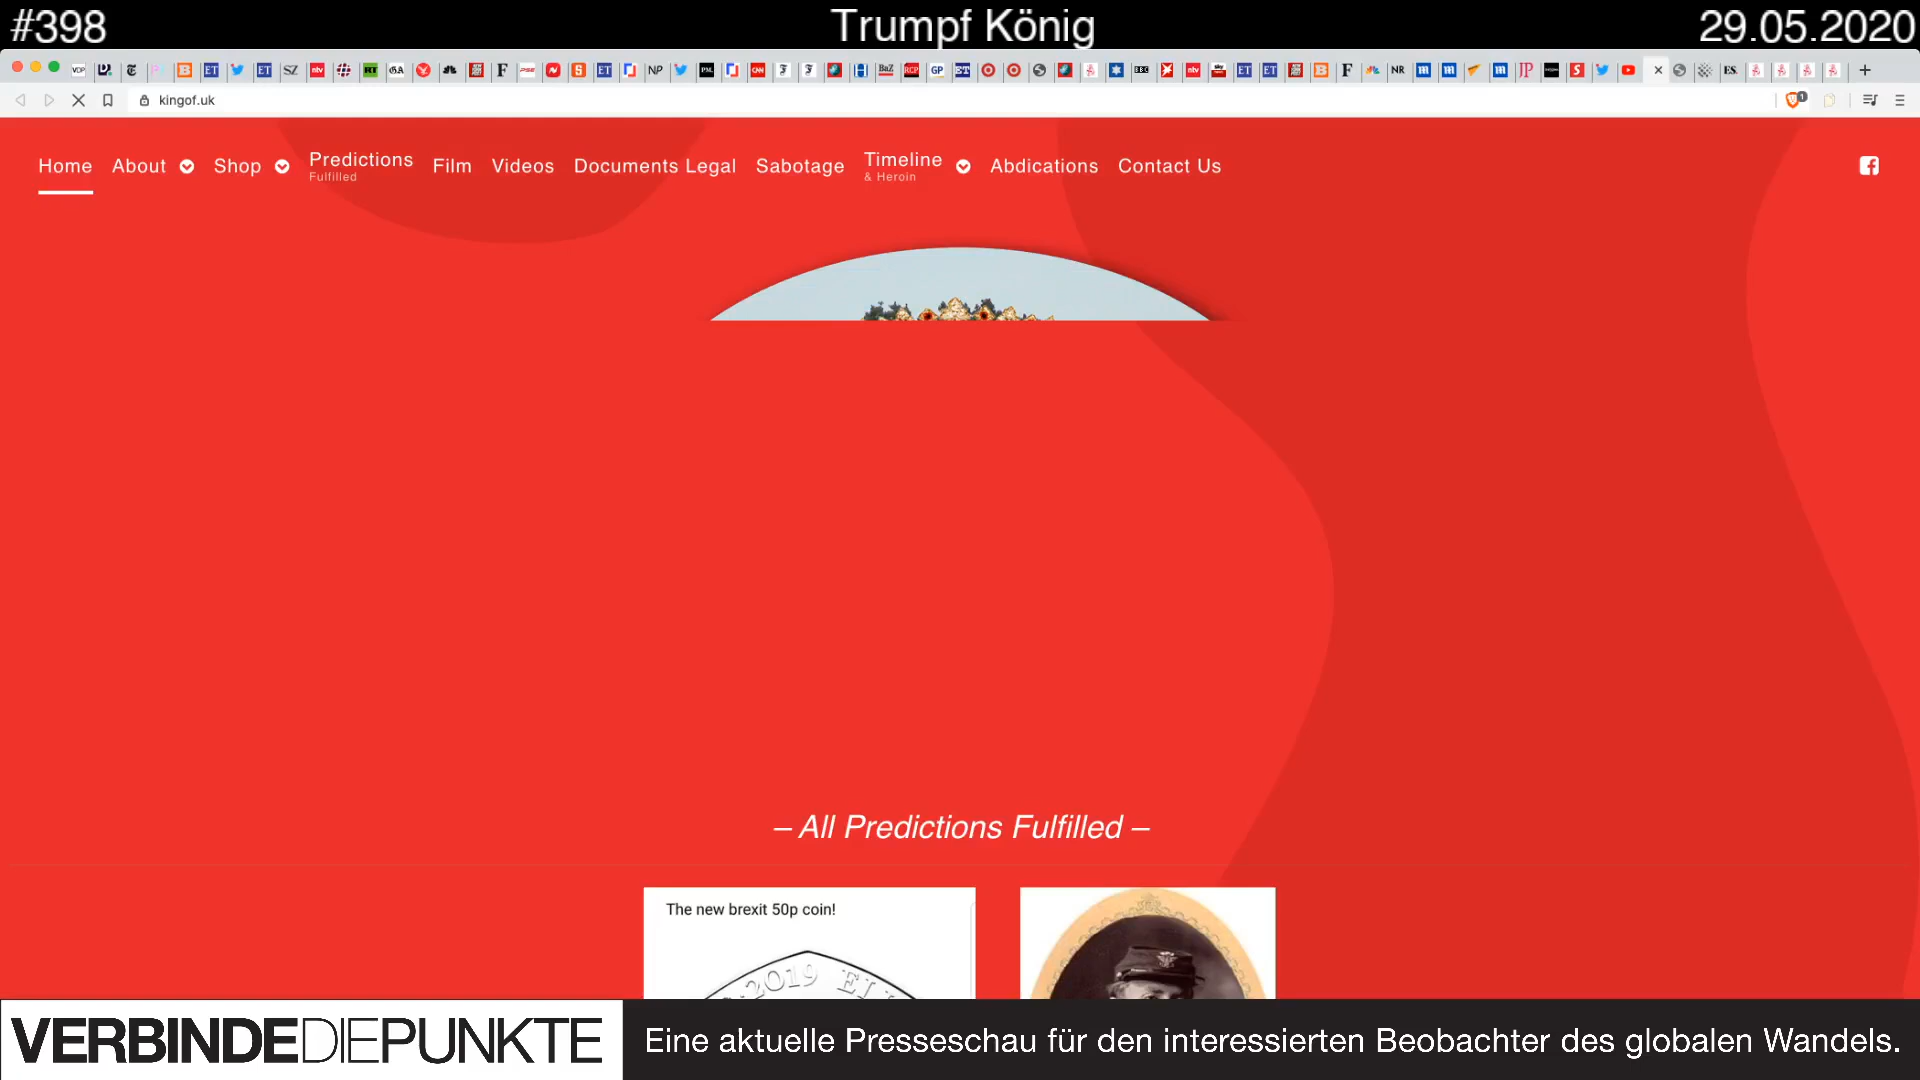 #398
Trumpf König
29.05.2020
kingof.uk
Home
About
Shop
Predictions
Fulfilled
Film
Videos
Documents Legal
Sabotage
Timeline
& Heroin
Abdications
Contact Us
– All Predictions Fulfilled –
The new brexit 50p coin!
VERBINDEDIEPUNKTE
Eine aktuelle Presseschau für den interessierten Beobachter des globalen Wandels.